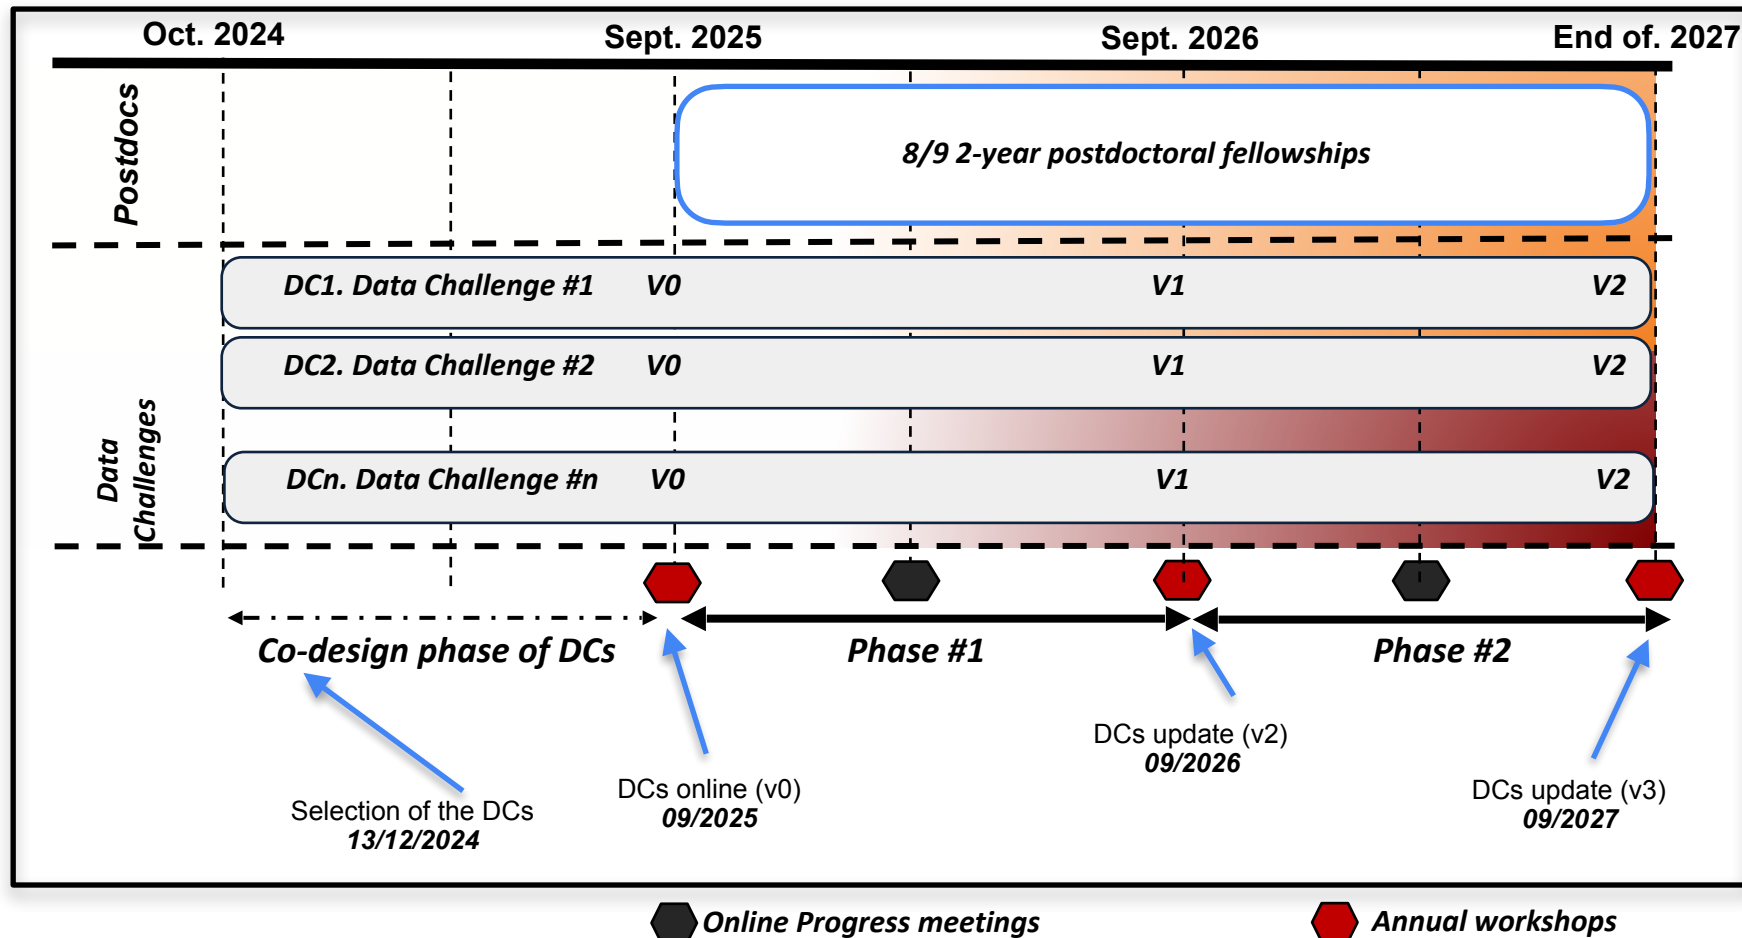 Oct. 2024
Sept. 2025
Sept. 2026
End of. 2027
Postdocs
8/9 2-year postdoctoral fellowships
Data
Challenges
DC1. Data Challenge #1
V0
V1
V2
DC2. Data Challenge #2
V0
V1
V2
DCn. Data Challenge #n
V0
V1
V2
Co-design phase of DCs
Phase #1
Phase #2
Selection of the DCs
13/12/2024
DCs online (v0)
09/2025
DCs update (v2)
09/2026
DCs update (v3)
09/2027
Online Progress meetings
Annual workshops